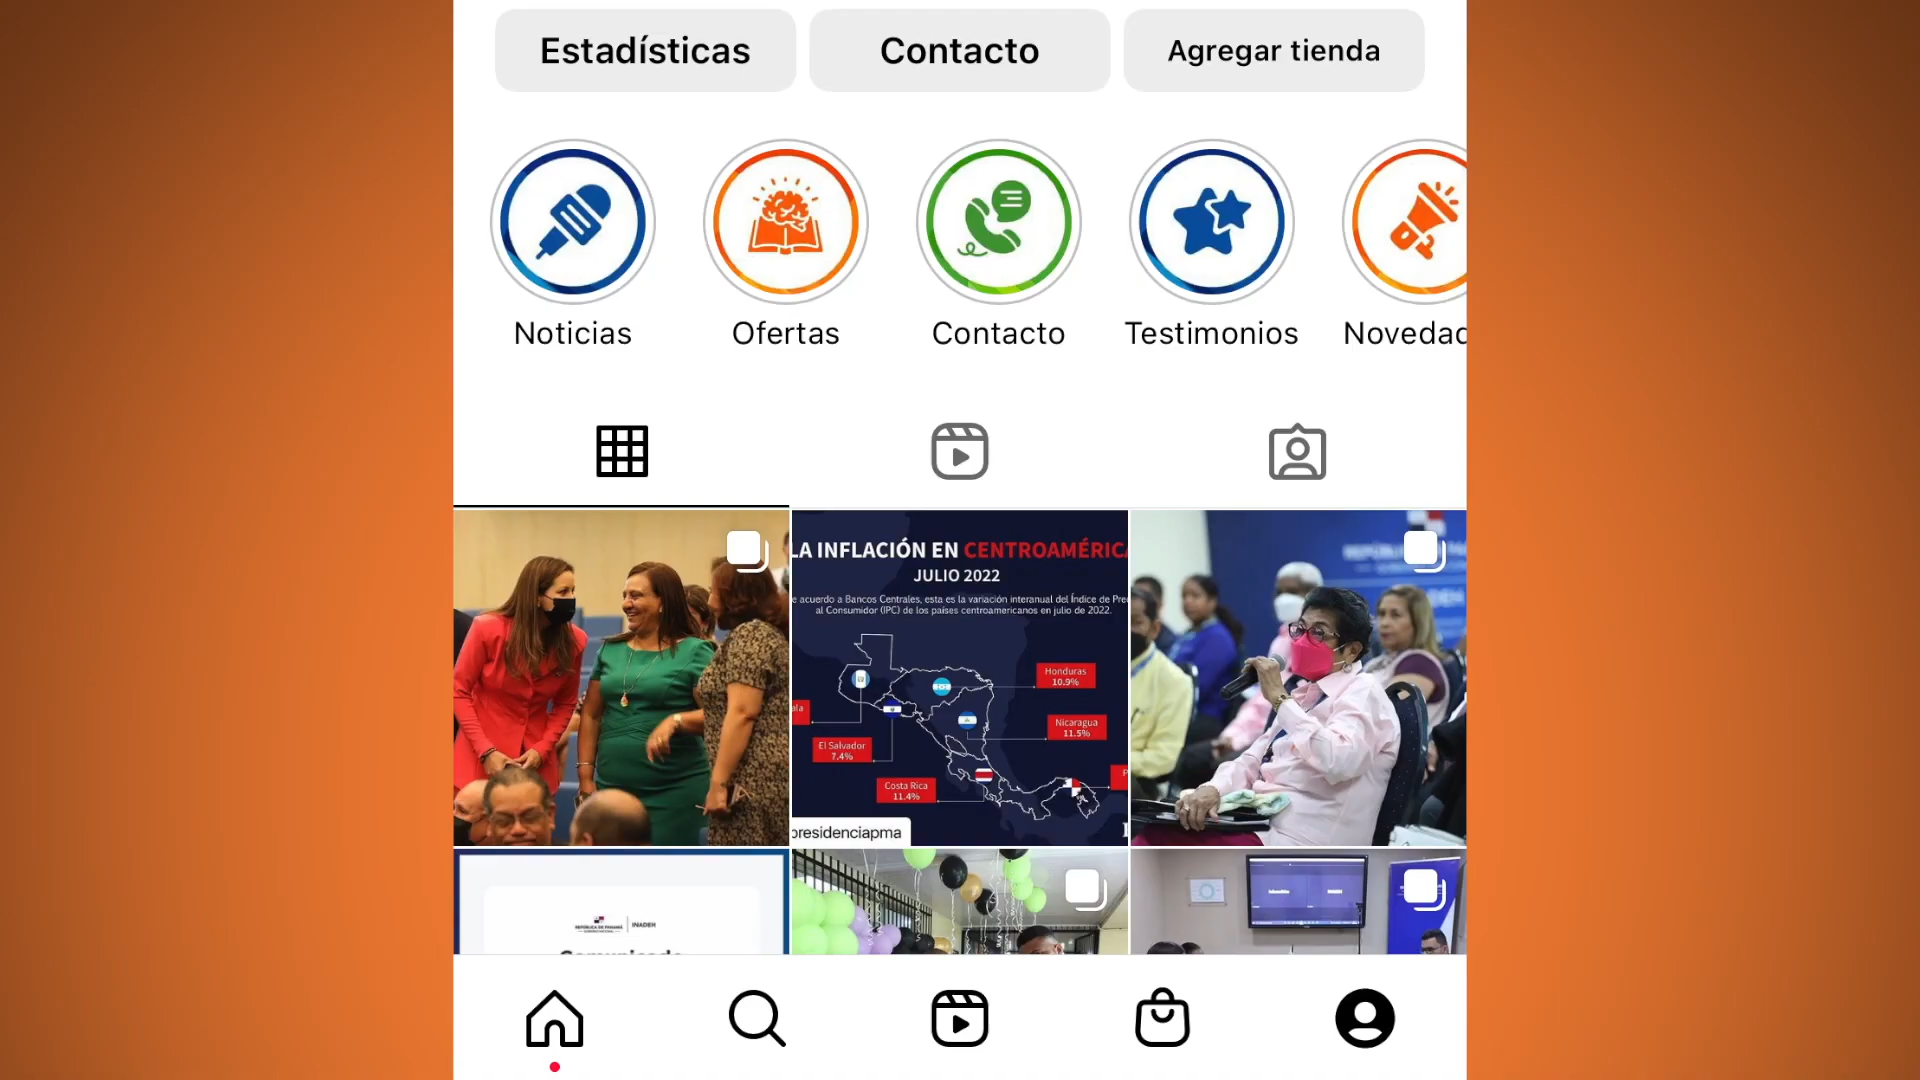 Estadísticas
Contacto
Agregar tienda
Noticias
Ofertas
Contacto
Testimonios
Novedad
LA INFLACIÓN EN CENTROAMÉRICA
JULIO 2022
e acuerdo a Bancos Centrales, esta es la variación interanual del Índice de Prec
al Consumidor (IPC) de los países centroamericanos en julio de 2022.
Honduras
10.9%
ala
Nicaragua
11.5%
El Salvador
7.4%
P
Costa Rica
11.4%
presidenciapma
REPÚBLICA DE PANAMÁ
INADEH
Comunicado